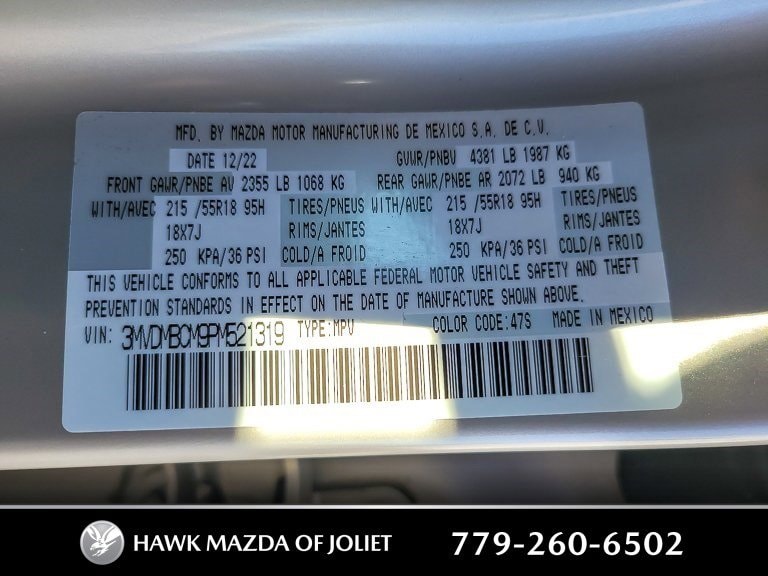 MFD. BY MAZDA MOTOR MANUFACTURING DE MEXICO S.A. DE C.V.
DATE 12/22 GVWR/PNBV 4381 LB 1987 KG
FRONT GAWR/PNBE AV 2355 LB 1068 KG REAR GAWR/PNBE AR 2072 LB 940 KG
WITH/AVEC 215 /55R18 95H TIRES/PNEUS WITH/AVEC 215 /55R18 95H TIRES/PNEUS
18X7J RIMS/JANTES 18X7J RIMS/JANTES
250 KPA/36 PSI COLD/A FROID 250 KPA/36 PSI COLD/A FROID
THIS VEHICLE CONFORMS TO ALL APPLICABLE FEDERAL MOTOR VEHICLE SAFETY AND THEFT
PREVENTION STANDARDS IN EFFECT ON THE DATE OF MANUFACTURE SHOWN ABOVE.
VIN: 3MVDMBCM9PM521319 TYPE:MPV COLOR CODE:47S MADE IN MEXICO
HAWK MAZDA OF JOLIET 779-260-6502